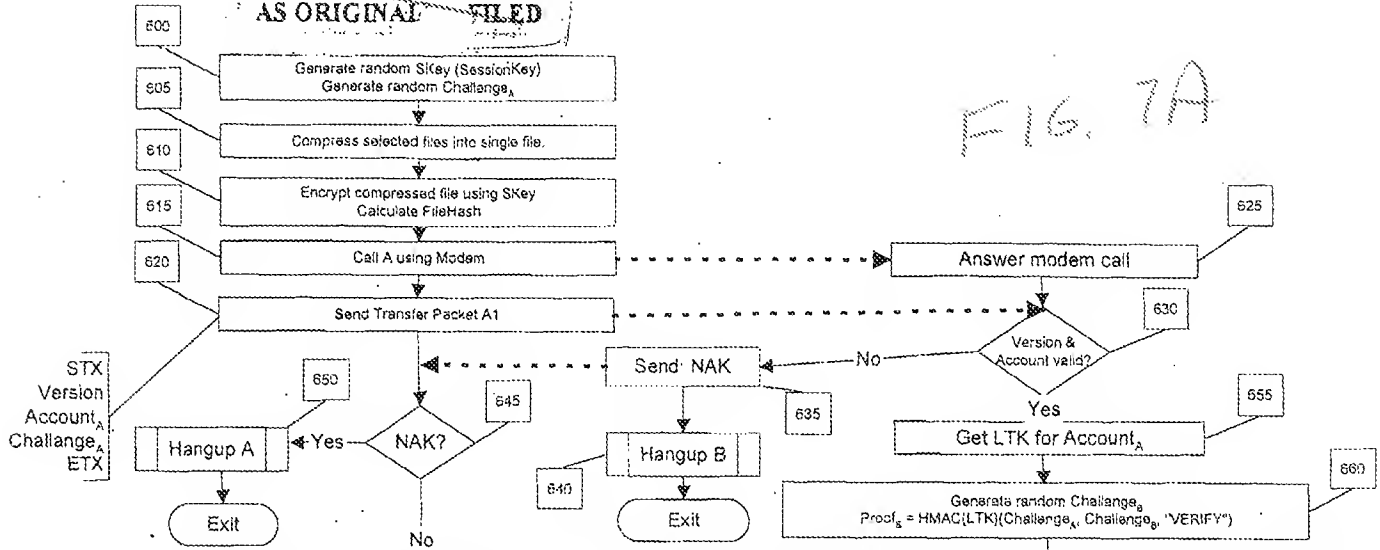 AS ORIGINAL FILED
FIG. 7A
600
Generate random SKey (SessionKey)
Generate random Challenge_A
605
Compress selected files into single file.
610
Encrypt compressed file using SKey
Calculate FileHash
615
Call A using Modem
620
Send Transfer Packet A1
STX
Version
Account_A
Challange_A
ETX
625
Answer modem call
630
Version &
Account valid?
No
Send NAK
635
Hangup B
640
Exit
645
NAK?
Yes
650
Hangup A
Exit
No
Yes
655
Get LTK for Account_A
660
Generate random Challange_B
Proof_B = HMAC{LTK}(Challenge_A, Challenge_B, "VERIFY")